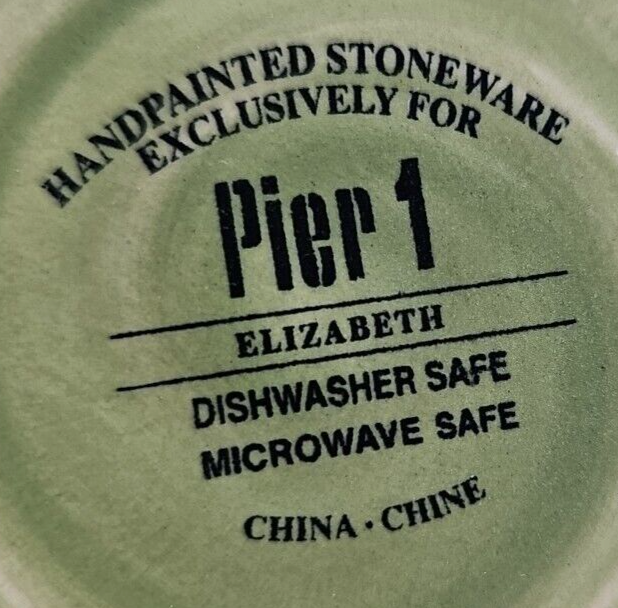 HANDPAINTED STONEWARE
EXCLUSIVELY FOR
Pier 1
ELIZABETH
DISHWASHER SAFE
MICROWAVE SAFE
CHINA · CHINE